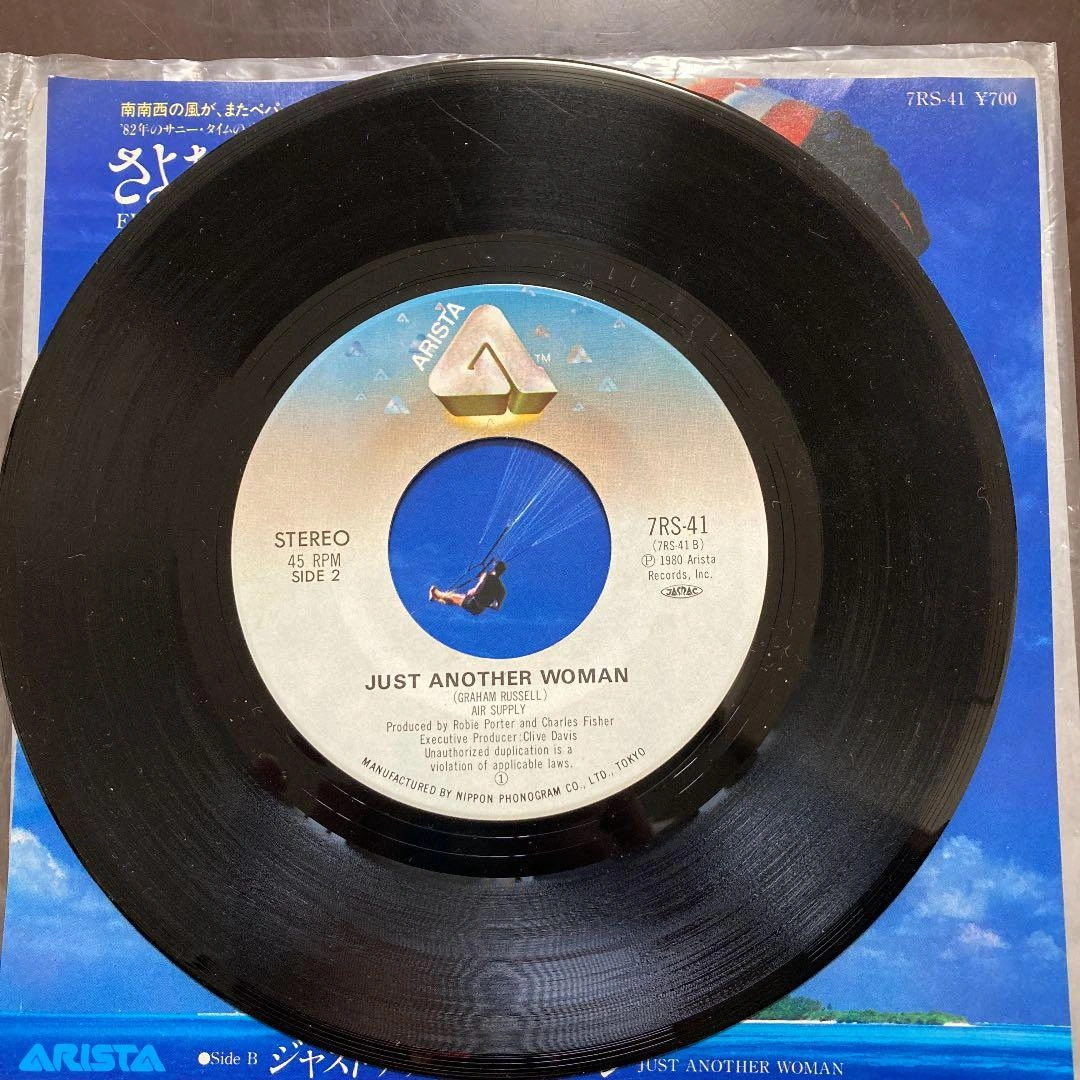 南南西の風が、またペパ
7RS-41 ¥700
'82年のサニー・タイムの
さよ
ARISTA
TM
STEREO
45 RPM
SIDE 2
7RS-41
(7RS-41 B)
Ⓟ 1980 Arista
Records, Inc.
JASRAC
JUST ANOTHER WOMAN
(GRAHAM RUSSELL)
AIR SUPPLY
Produced by Robie Porter and Charles Fisher
Executive Producer: Clive Davis
Unauthorized duplication is a
violation of applicable laws.
①
MANUFACTURED BY NIPPON PHONOGRAM CO., LTD., TOKYO
ARISTA
●Side B ジャスト JUST ANOTHER WOMAN